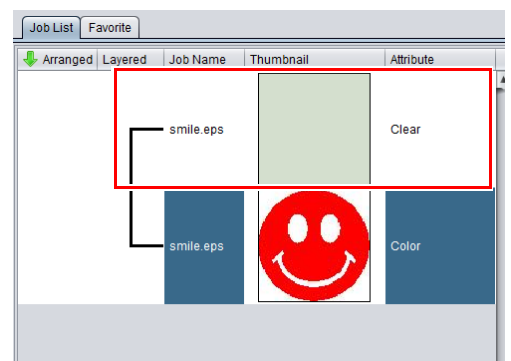 Job List Favorite
Arranged Layered Job Name Thumbnail Attribute
smile.eps Clear
smile.eps Color